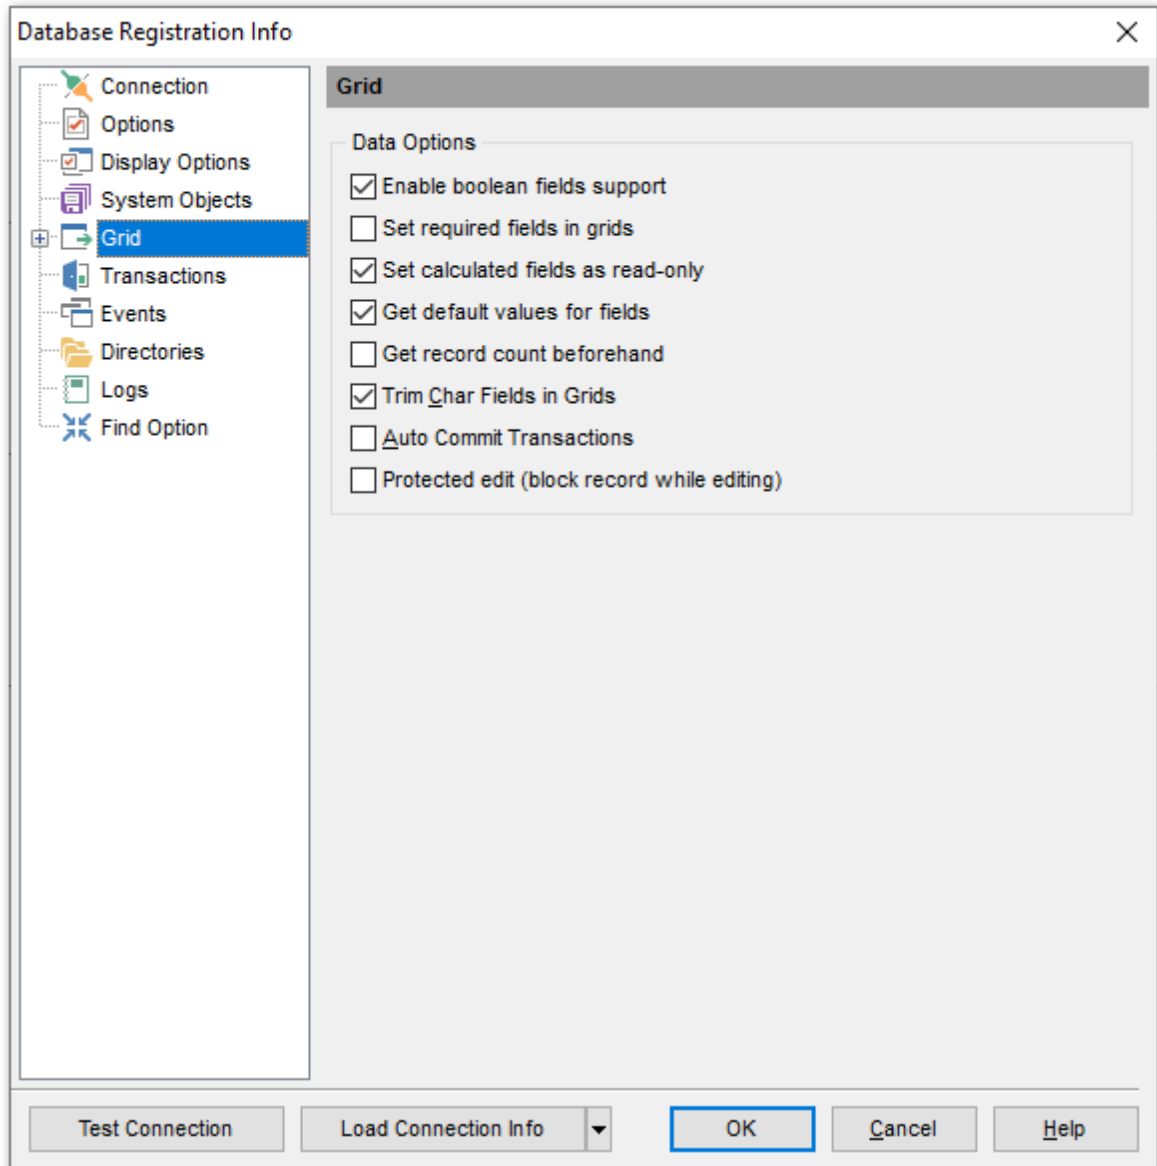 Database Registration Info
Connection
Options
Display Options
System Objects
Grid
Transactions
Events
Directories
Logs
Find Option
Grid
Data Options
Enable boolean fields support
Set required fields in grids
Set calculated fields as read-only
Get default values for fields
Get record count beforehand
Trim Char Fields in Grids
Auto Commit Transactions
Protected edit (block record while editing)
Test Connection
Load Connection Info
OK
Cancel
Help